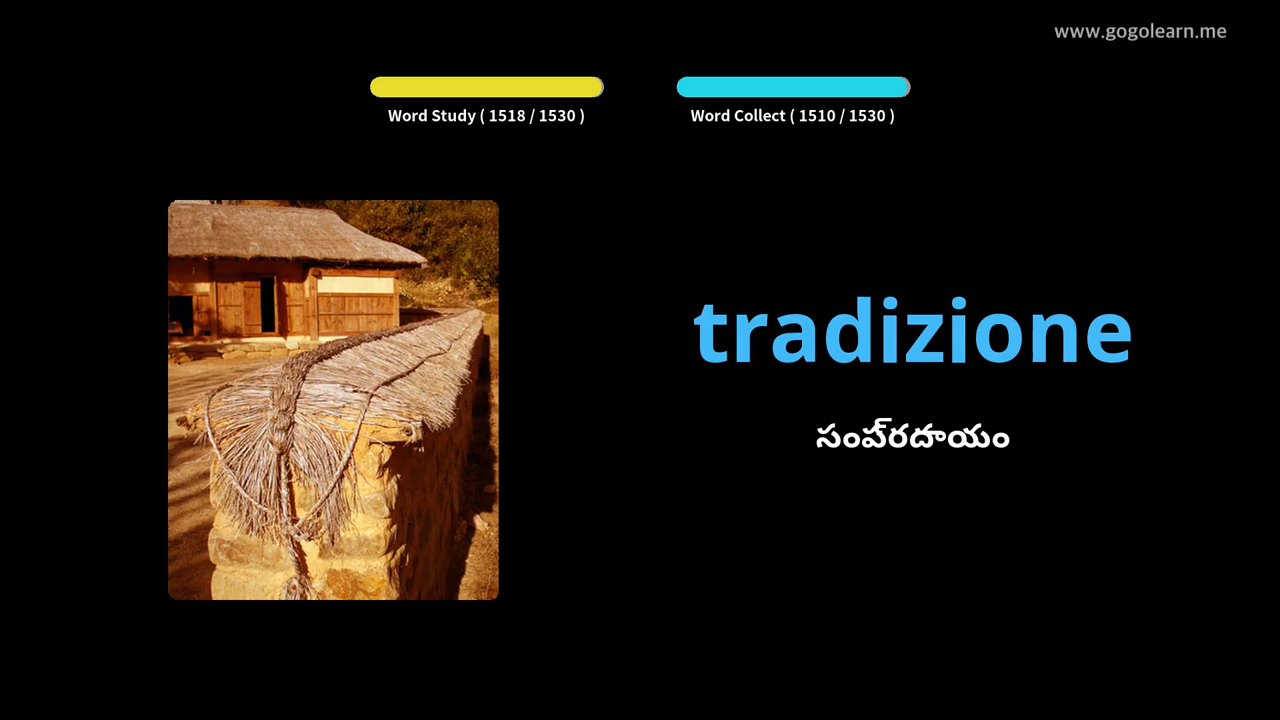 www.gogolearn.me
Word Study ( 1518 / 1530 )
Word Collect ( 1510 / 1530 )
tradizione
సంప్రదాయం